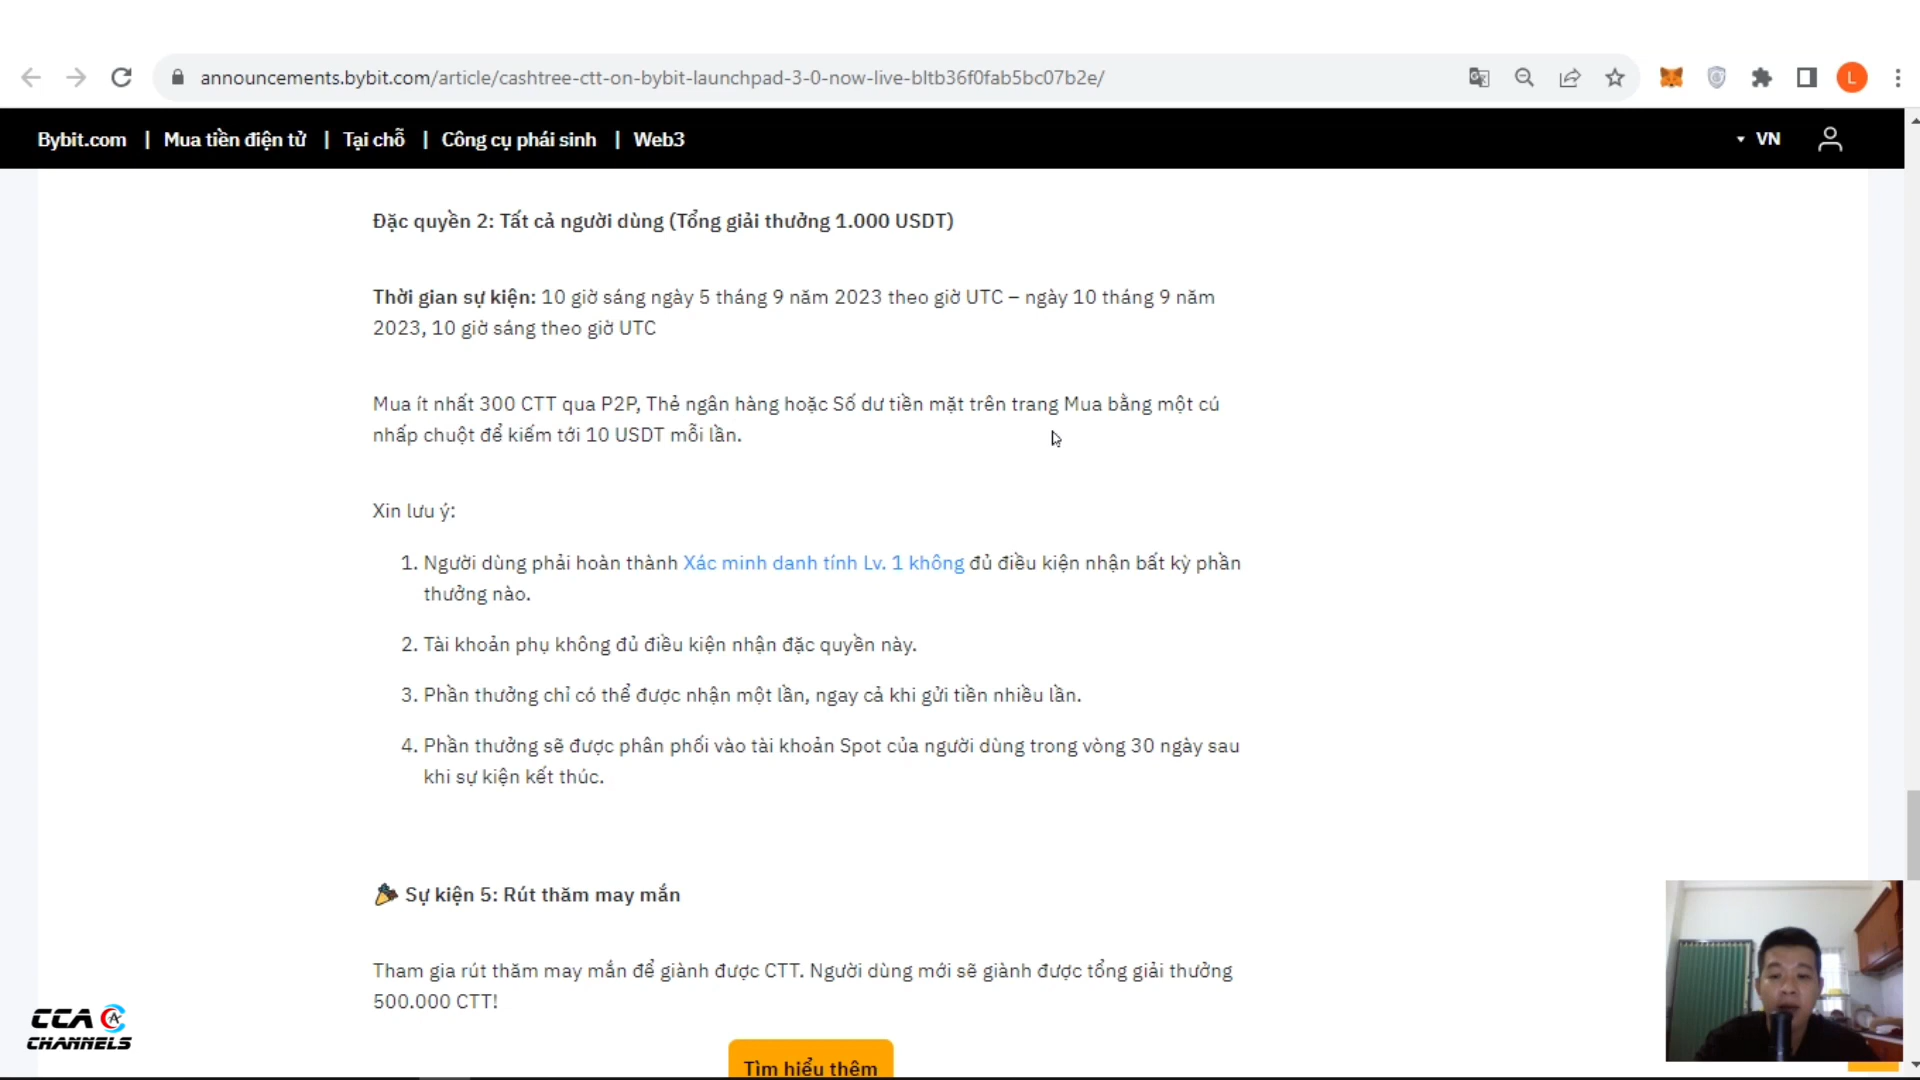 announcements.bybit.com/article/cashtree-ctt-on-bybit-launchpad-3-0-now-live-bltb36f0fab5bc07b2e/
L
Bybit.com | Mua tiền điện tử | Tại chỗ | Công cụ phái sinh | Web3
VN
Đặc quyền 2: Tất cả người dùng (Tổng giải thưởng 1.000 USDT)
Thời gian sự kiện: 10 giờ sáng ngày 5 tháng 9 năm 2023 theo giờ UTC – ngày 10 tháng 9 năm
2023, 10 giờ sáng theo giờ UTC
Mua ít nhất 300 CTT qua P2P, Thẻ ngân hàng hoặc Số dư tiền mặt trên trang Mua bằng một cú
nhấp chuột để kiếm tới 10 USDT mỗi lần.
Xin lưu ý:
1. Người dùng phải hoàn thành Xác minh danh tính Lv. 1 không đủ điều kiện nhận bất kỳ phần
thưởng nào.
2. Tài khoản phụ không đủ điều kiện nhận đặc quyền này.
3. Phần thưởng chỉ có thể được nhận một lần, ngay cả khi gửi tiền nhiều lần.
4. Phần thưởng sẽ được phân phối vào tài khoản Spot của người dùng trong vòng 30 ngày sau
khi sự kiện kết thúc.
Sự kiện 5: Rút thăm may mắn
Tham gia rút thăm may mắn để giành được CTT. Người dùng mới sẽ giành được tổng giải thưởng
500.000 CTT!
Tìm hiểu thêm
CCA
CHANNELS